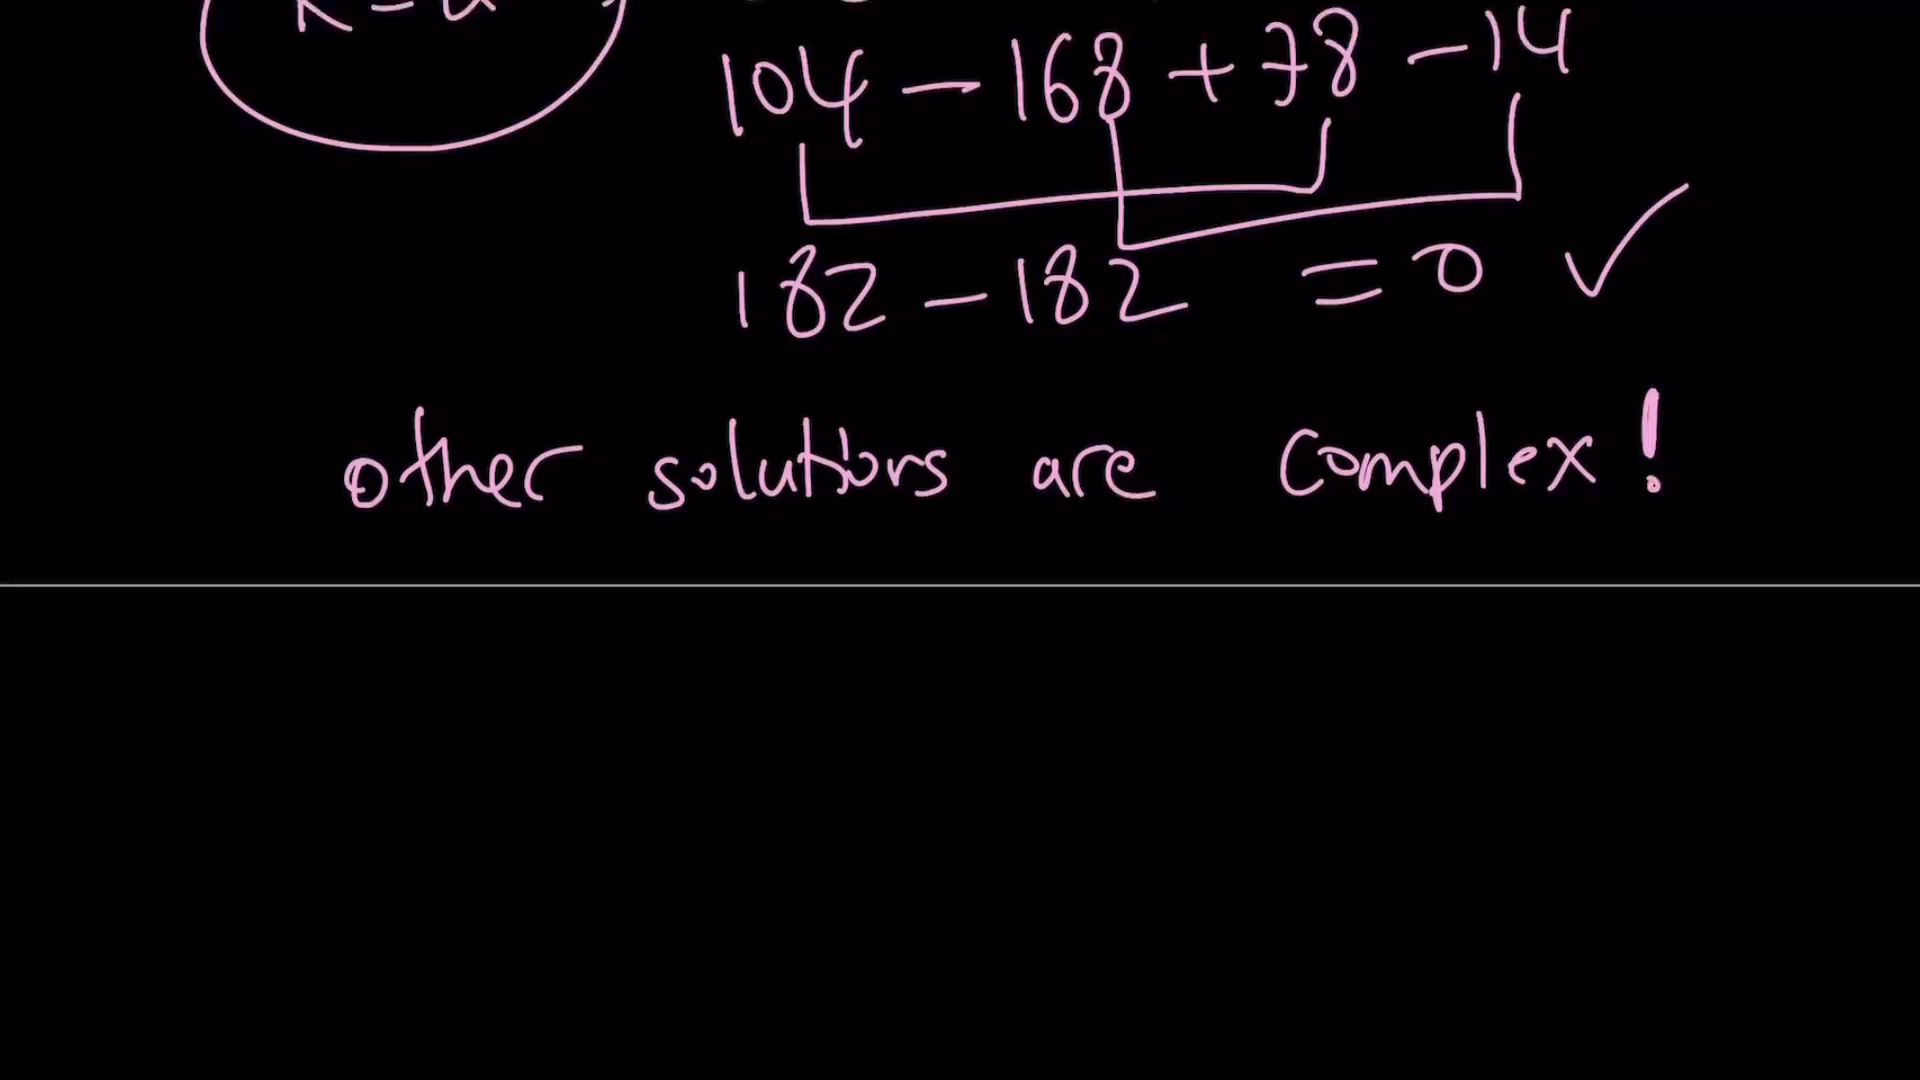 104 - 168 + 78 - 14
182 - 182 = 0 ✓
other solutions are complex!